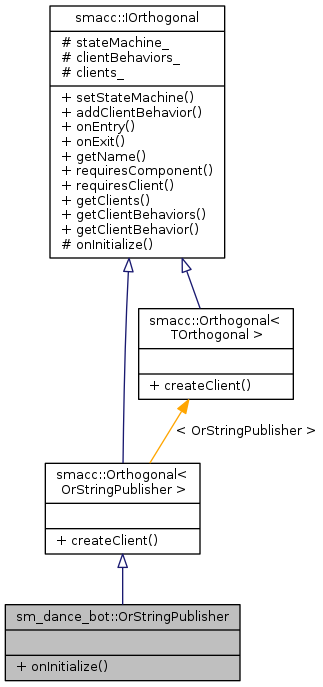 smacc::IOrthogonal
# stateMachine_
# clientBehaviors_
# clients_
+ setStateMachine()
+ addClientBehavior()
+ onEntry()
+ onExit()
+ getName()
+ requiresComponent()
+ requiresClient()
+ getClients()
+ getClientBehaviors()
+ getClientBehavior()
# onInitialize()
smacc::Orthogonal<
TOrthogonal >
+ createClient()
< OrStringPublisher >
smacc::Orthogonal<
OrStringPublisher >
+ createClient()
sm_dance_bot::OrStringPublisher
+ onInitialize()